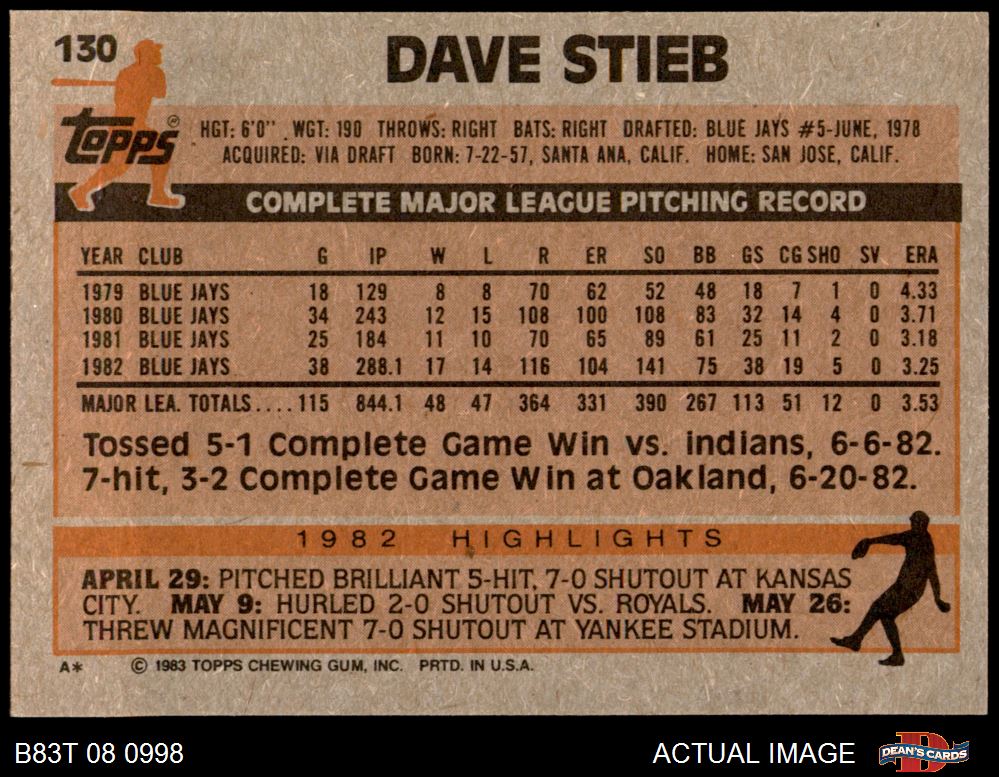 130 DAVE STIEB
Topps HGT: 6'0" WGT: 190 THROWS: RIGHT BATS: RIGHT DRAFTED: BLUE JAYS #5-JUNE, 1978
ACQUIRED: VIA DRAFT BORN: 7-22-57, SANTA ANA, CALIF. HOME: SAN JOSE, CALIF.
COMPLETE MAJOR LEAGUE PITCHING RECORD
YEAR CLUB G IP W L R ER SO BB GS CG SHO SV ERA
1979 BLUE JAYS 18 129 8 8 70 62 52 48 18 7 1 0 4.33
1980 BLUE JAYS 34 243 12 15 108 100 108 83 32 14 4 0 3.71
1981 BLUE JAYS 25 184 11 10 70 65 89 61 25 11 2 0 3.18
1982 BLUE JAYS 38 288.1 17 14 116 104 141 75 38 19 5 0 3.25
MAJOR LEA. TOTALS....115 844.1 48 47 364 331 390 267 113 51 12 0 3.53
Tossed 5-1 Complete Game Win vs. Indians, 6-6-82.
7-hit, 3-2 Complete Game Win at Oakland, 6-20-82.
1982 HIGHLIGHTS
APRIL 29: PITCHED BRILLIANT 5-HIT, 7-0 SHUTOUT AT KANSAS
CITY. MAY 9: HURLED 2-0 SHUTOUT VS. ROYALS. MAY 26:
THREW MAGNIFICENT 7-0 SHUTOUT AT YANKEE STADIUM.
A* © 1983 TOPPS CHEWING GUM, INC. PRTD. IN U.S.A.
B83T 08 0998 ACTUAL IMAGE DEAN'S CARDS